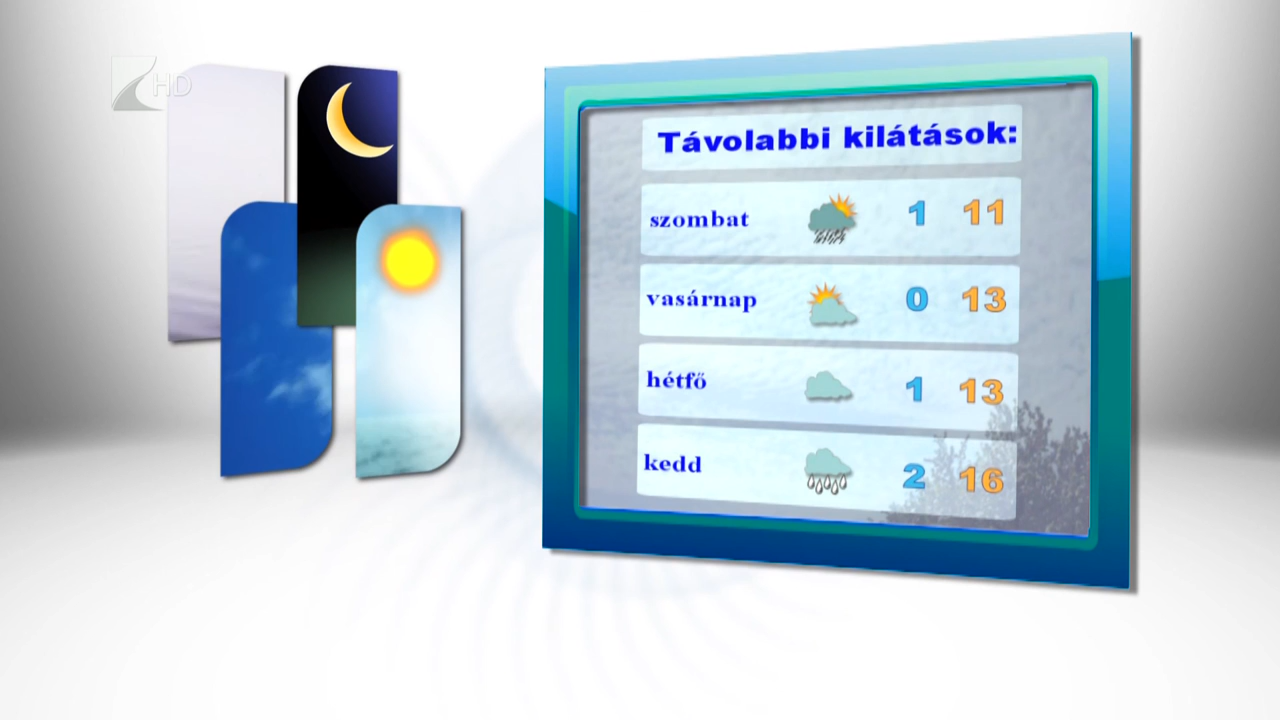 HD
Távolabbi kilátások:
szombat 1 11
vasárnap 0 13
hétfő 1 13
kedd 2 16